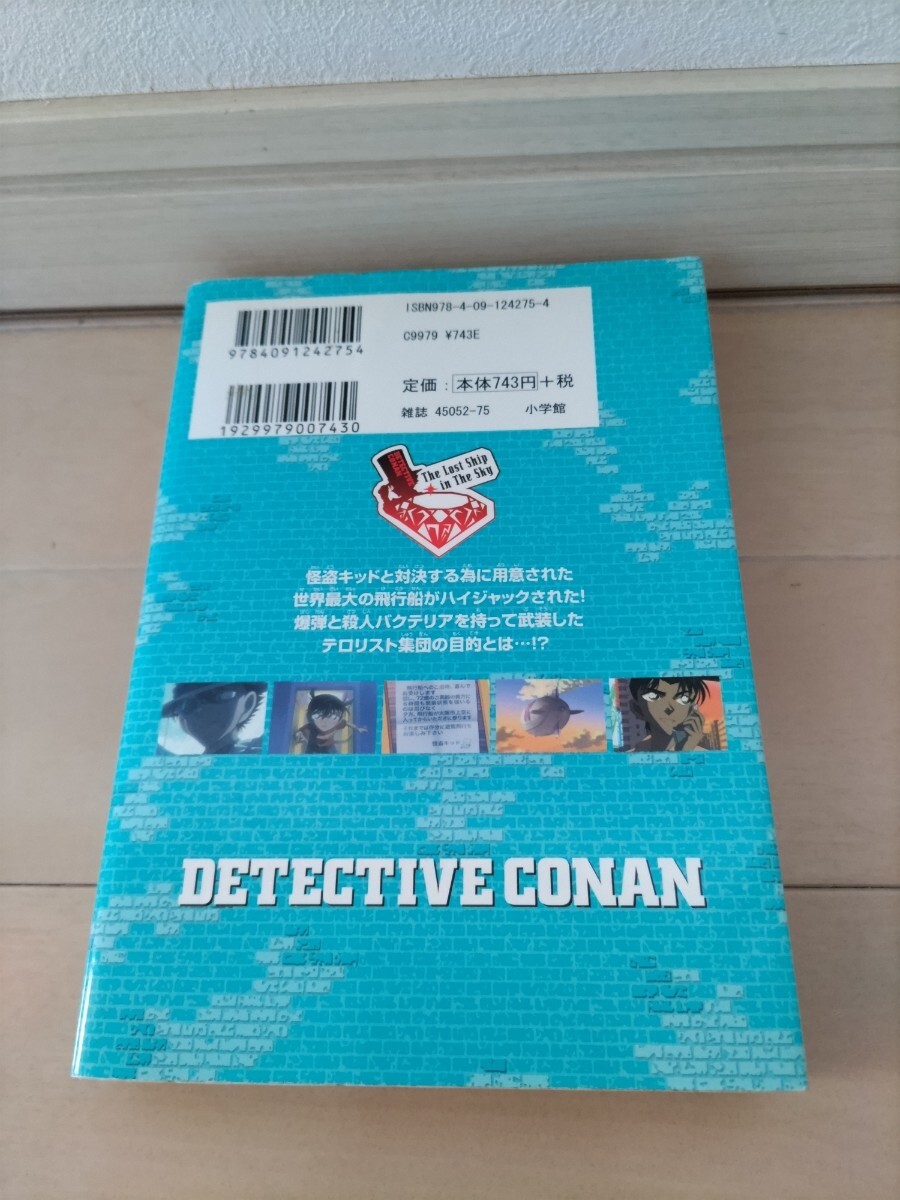 ISBN978-4-09-124275-4
C9979 ¥743E
9784091242754
定価：本体743円+税
雑誌 45052-75 小学館
1929979007430
DETECTIVE CONAN
The Lost Ship
in The Sky
怪盗キッドと対決する為に用意された
世界最大の飛行船がハイジャックされた!
爆弾と殺人バクテリアを持って武装した
テロリスト集団の目的とは…!?
DETECTIVE CONAN